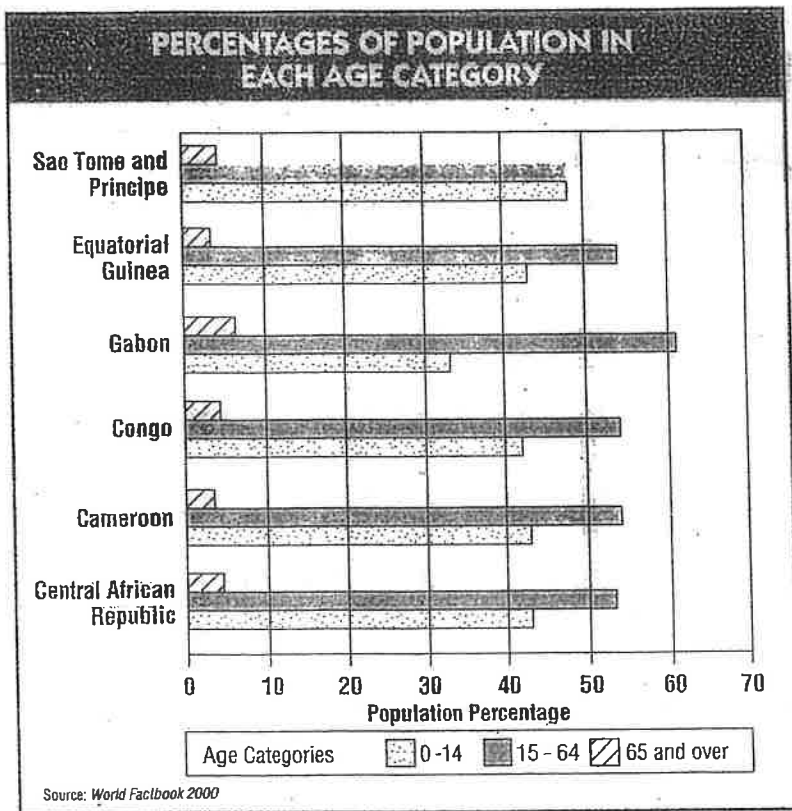 PERCENTAGES OF POPULATION IN
EACH AGE CATEGORY
Sao Tome and
Principe
Equatorial
Guinea
Gabon
Congo
Cameroon
Central African
Republic
0 10 20 30 40 50 60 70
Population Percentage
Age Categories 0-14 15-64 65 and over
Source: World Factbook 2000